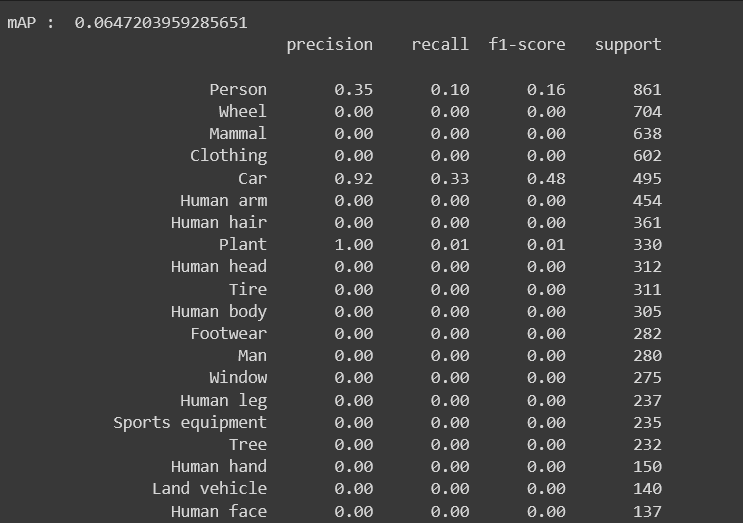 mAP :  0.0647203959285651
precision recall f1-score support
Person 0.35 0.10 0.16 861
Wheel 0.00 0.00 0.00 704
Mammal 0.00 0.00 0.00 638
Clothing 0.00 0.00 0.00 602
Car 0.92 0.33 0.48 495
Human arm 0.00 0.00 0.00 454
Human hair 0.00 0.00 0.00 361
Plant 1.00 0.01 0.01 330
Human head 0.00 0.00 0.00 312
Tire 0.00 0.00 0.00 311
Human body 0.00 0.00 0.00 305
Footwear 0.00 0.00 0.00 282
Man 0.00 0.00 0.00 280
Window 0.00 0.00 0.00 275
Human leg 0.00 0.00 0.00 237
Sports equipment 0.00 0.00 0.00 235
Tree 0.00 0.00 0.00 232
Human hand 0.00 0.00 0.00 150
Land vehicle 0.00 0.00 0.00 140
Human face 0.00 0.00 0.00 137